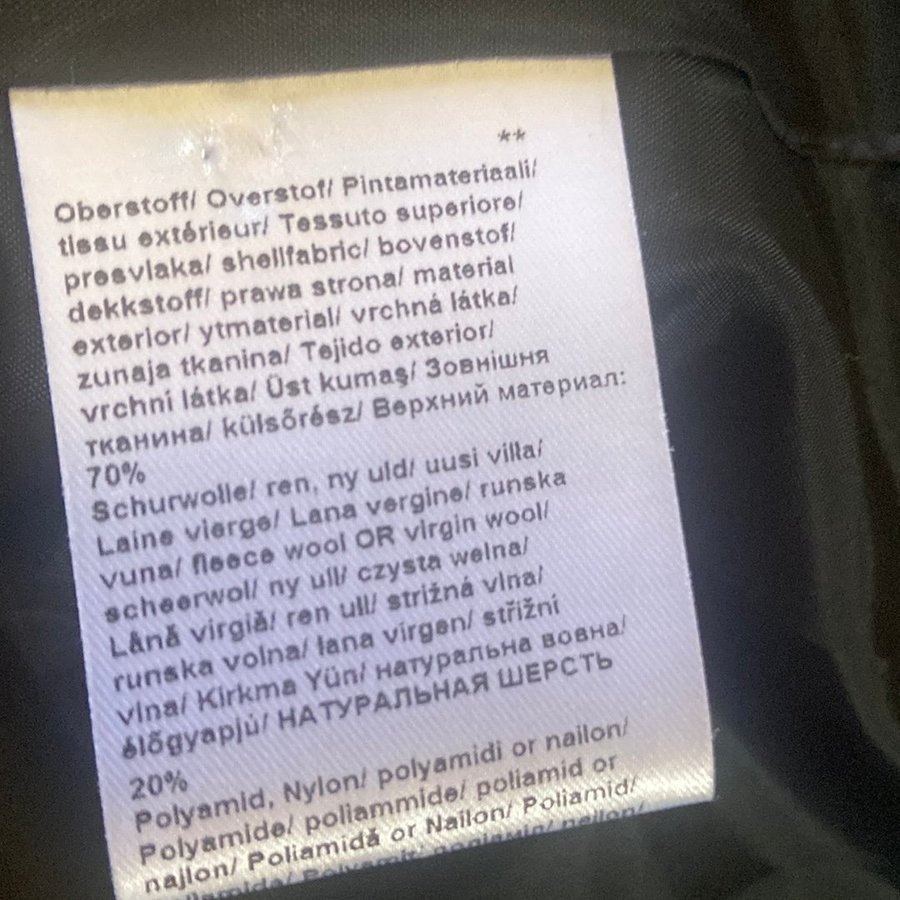 **
Oberstoff/ Overstof/ Pintamateriaali/
tissu extérieur/ Tessuto superiore/
presvlaka/ shellfabric/ bovenstof/
dekkstoff/ prawa strona/ material
exterior/ ytmaterial/ vrchná látka/
zunaja tkanina/ Tejido exterior/
vrchní látka/ Üst kumaş/ Зовнішня
тканина/ külsőrész/ Верхний материал:
70%
Schurwolle/ ren, ny uld/ uusi villa/
Laine vierge/ Lana vergine/ runska
vuna/ fleece wool OR virgin wool/
scheerwol/ ny ull/ czysta wełna/
Lână virgiă/ ren ull/ strižná vlna/
runska volna/ lana virgen/ střižní
vlna/ Kirkma Yün/ натуральна вовна/
élőgyapjú/ НАТУРАЛЬНАЯ ШЕРСТЬ
20%
Polyamid, Nylon/ polyamidi or nailon/
Polyamide/ poliammide/ poliamid or
najlon/ Poliamidă or Nailon/ Poliamid/